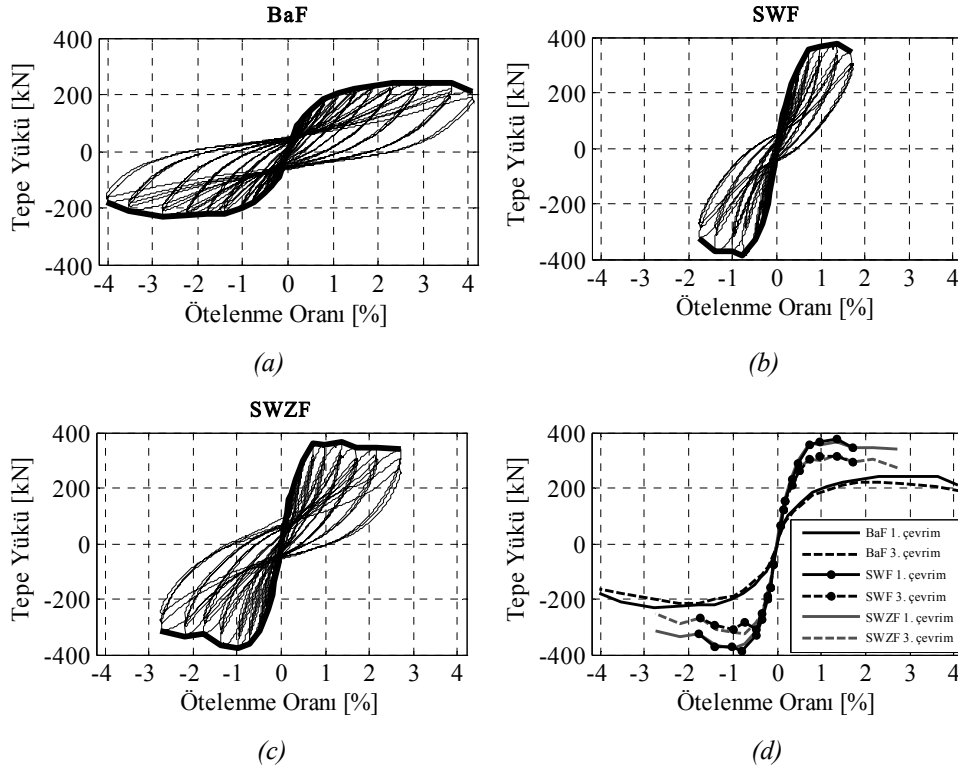 BaF
Tepe Yükü [kN]
400
200
0
-200
-400
-4 -3 -2 -1 0 1 2 3 4
Ötelenme Oranı [%]
(a)
SWF
Tepe Yükü [kN]
400
200
0
-200
-400
-4 -3 -2 -1 0 1 2 3 4
Ötelenme Oranı [%]
(b)
SWZF
Tepe Yükü [kN]
400
200
0
-200
-400
-4 -3 -2 -1 0 1 2 3 4
Ötelenme Oranı [%]
(c)
Tepe Yükü [kN]
400
200
0
-200
-400
BaF 1. çevrim
BaF 3. çevrim
SWF 1. çevrim
SWF 3. çevrim
SWZF 1. çevrim
SWZF 3. çevrim
-4 -3 -2 -1 0 1 2 3 4
Ötelenme Oranı [%]
(d)